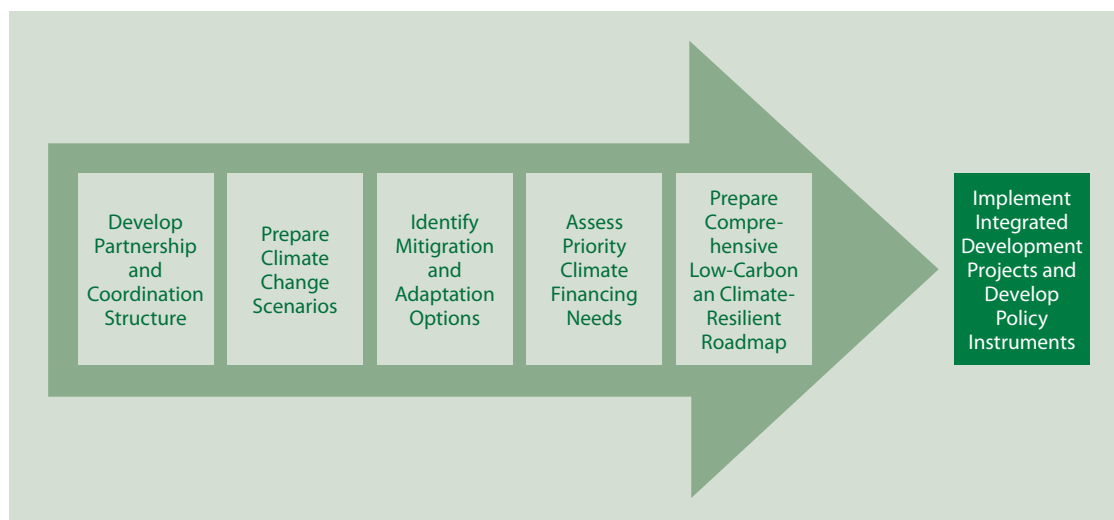 Develop
Partnership
and
Coordination
Structure
Prepare
Climate
Change
Scenarios
Identify
Mitigration
and
Adaptation
Options
Assess
Priority
Climate
Financing
Needs
Prepare
Compre-
hensive
Low-Carbon
an Climate-
Resilient
Roadmap
Implement
Integrated
Development
Projects and
Develop
Policy
Instruments